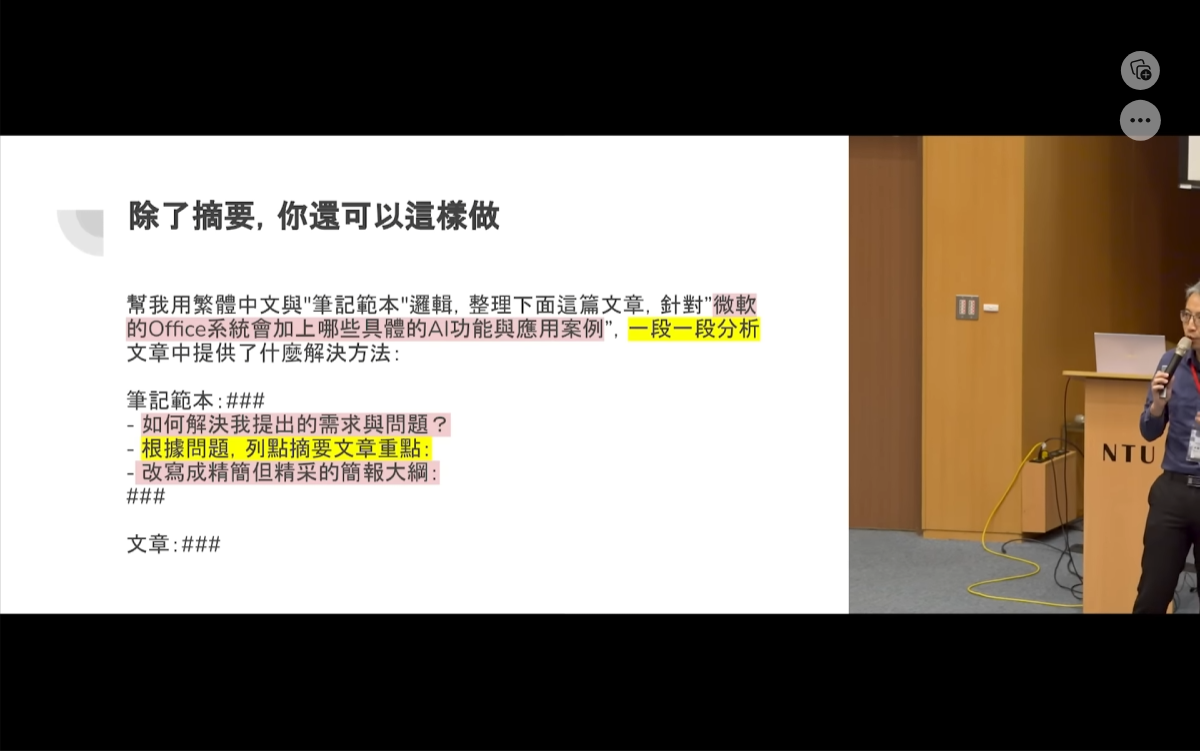 除了摘要, 你還可以這樣做
幫我用繁體中文與"筆記範本"邏輯, 整理下面這篇文章, 針對"微軟
的Office系統會加上哪些具體的AI功能與應用案例", 一段一段分析
文章中提供了什麼解決方法:
筆記範本:###
- 如何解決我提出的需求與問題？
- 根據問題, 列點摘要文章重點:
- 改寫成精簡但精采的簡報大綱:
###
文章:###
NTU